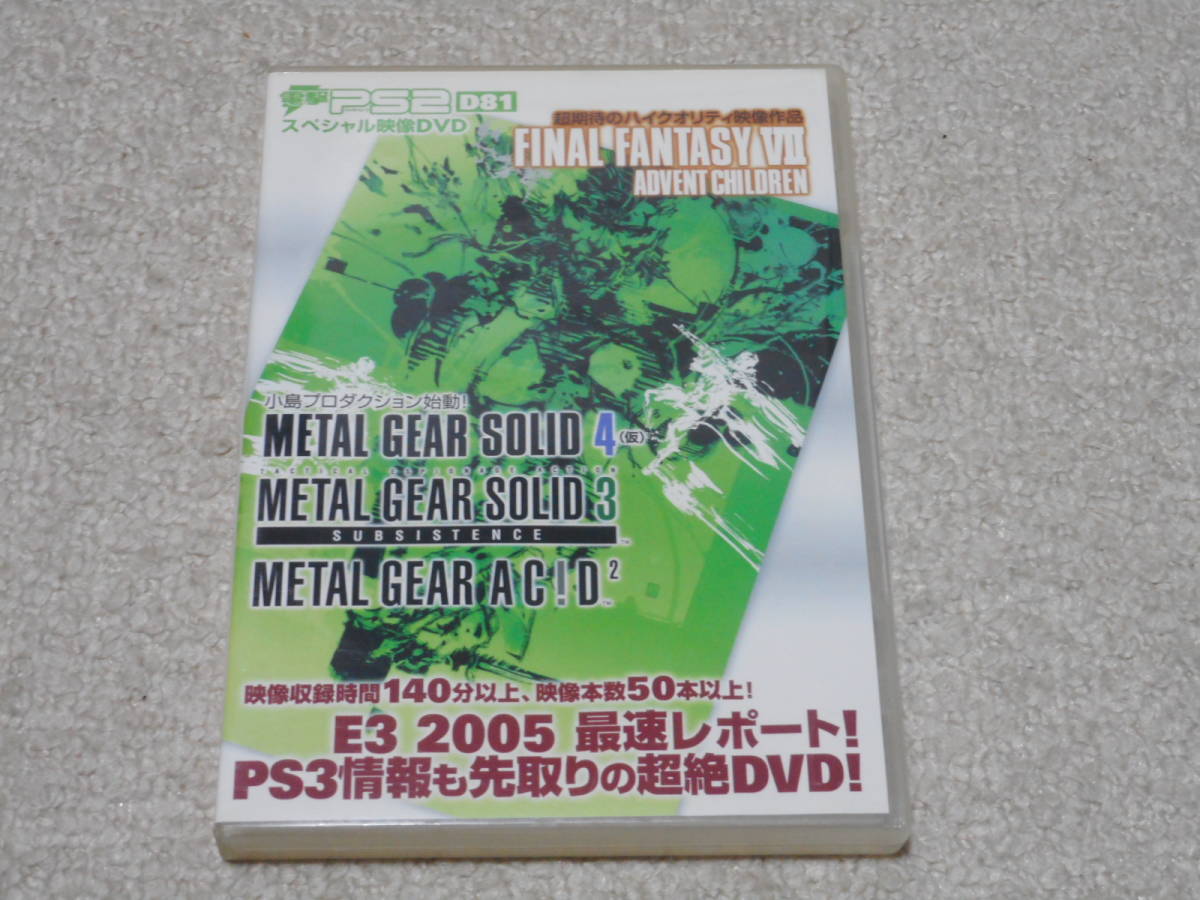 電撃PS2 D81
スペシャル映像DVD
超期待のハイクオリティ映像作品
FINAL FANTASY VII
ADVENT CHILDREN
小島プロダクション始動!
METAL GEAR SOLID 4(仮)
TACTICAL ESPIONAGE ACTION
METAL GEAR SOLID 3
SUBSISTENCE™
METAL GEAR AC!D²™
映像収録時間140分以上、映像本数50本以上!
E3 2005 最速レポート!
PS3情報も先取りの超絶DVD!